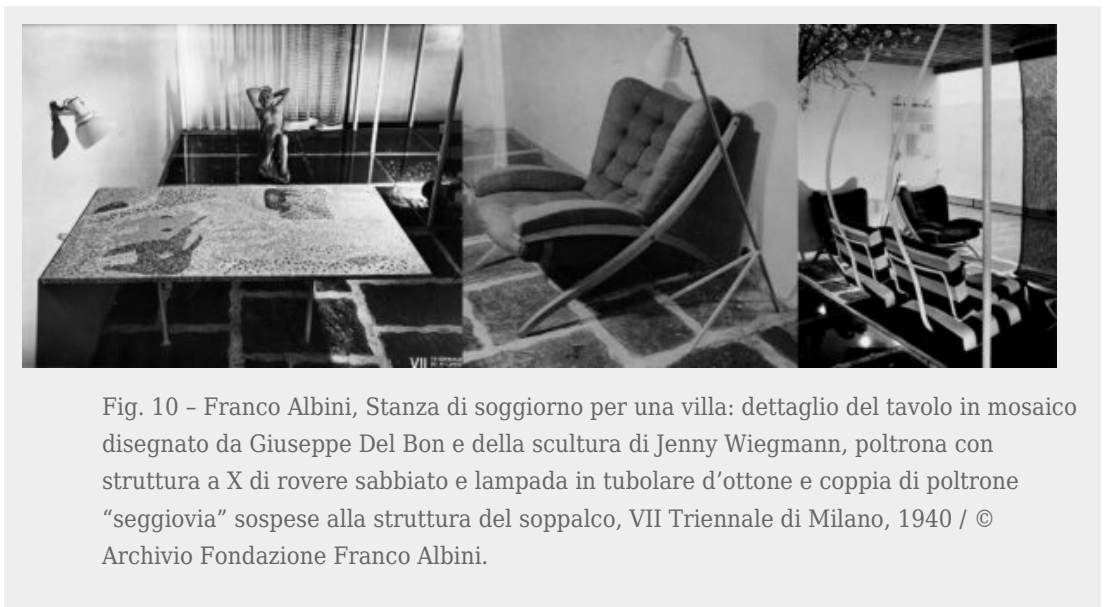 VII
Fig. 10 – Franco Albini, Stanza di soggiorno per una villa: dettaglio del tavolo in mosaico
disegnato da Giuseppe Del Bon e della scultura di Jenny Wiegmann, poltrona con
struttura a X di rovere sabbiato e lampada in tubolare d’ottone e coppia di poltrone
“seggiovia” sospese alla struttura del soppalco, VII Triennale di Milano, 1940 / ©
Archivio Fondazione Franco Albini.